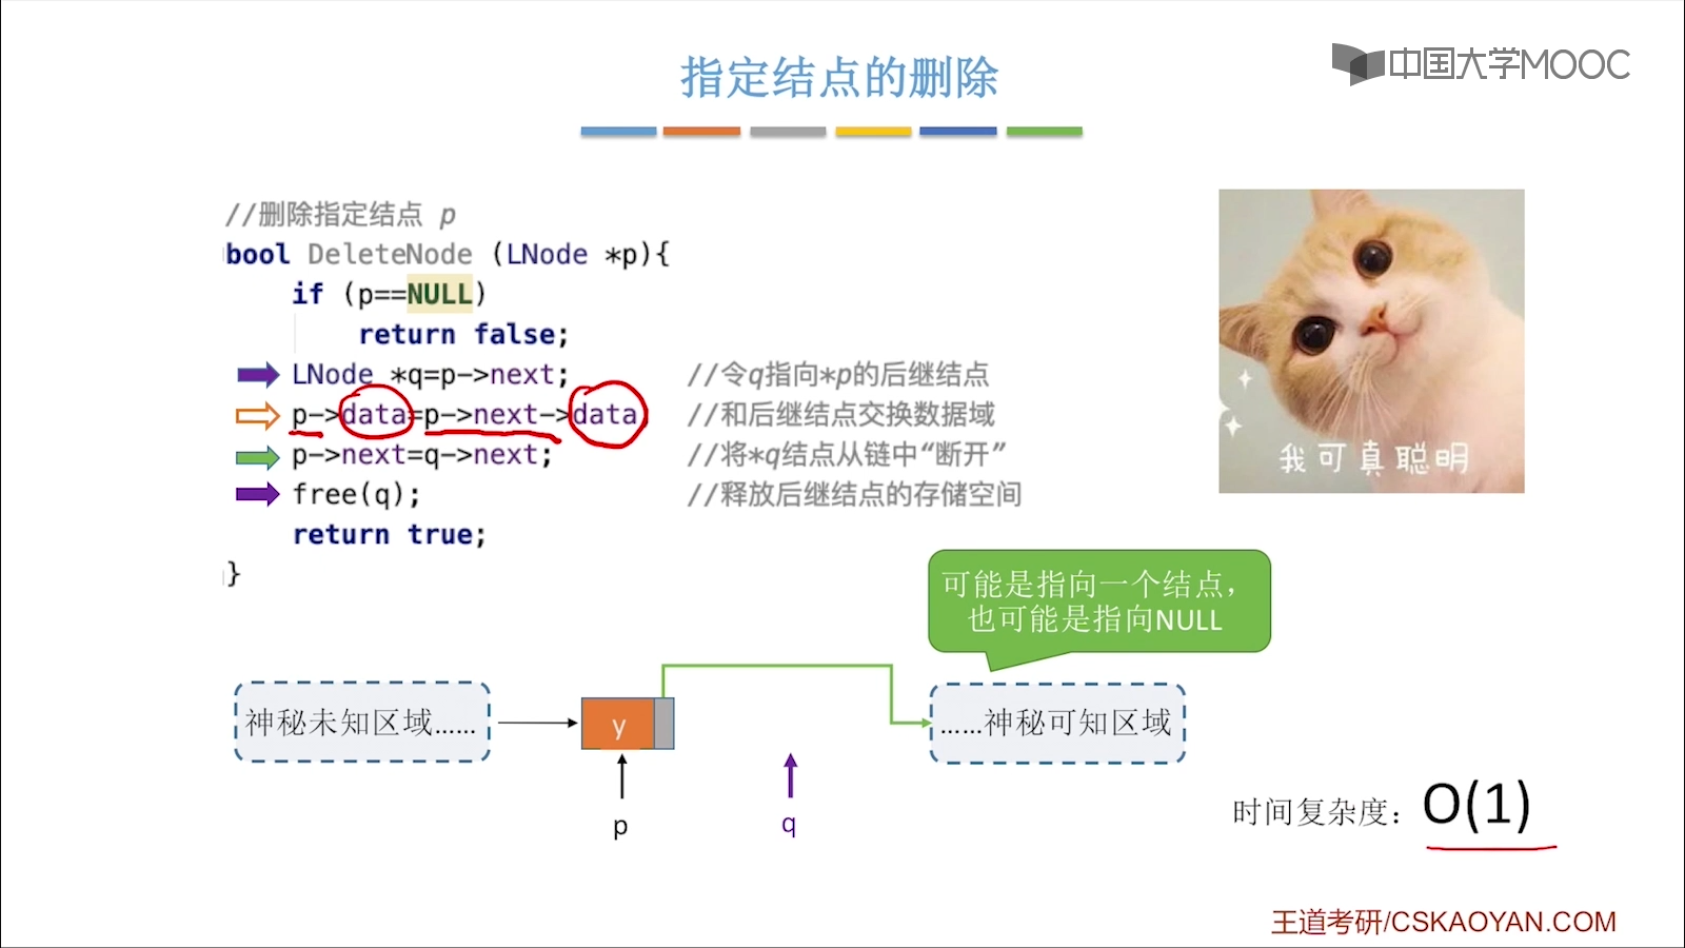 指定结点的删除
中国大学MOOC
//删除指定结点 p
bool DeleteNode (LNode *p){
if (p==NULL)
return false;
LNode *q=p->next; //令q指向*p的后继结点
p->data=p->next->data //和后继结点交换数据域
p->next=q->next; //将*q结点从链中“断开”
free(q); //释放后继结点的存储空间
return true;
}
我可真聪明
可能是指向一个结点，
也可能是指向NULL
神秘未知区域......
y
......神秘可知区域
p
q
时间复杂度：O(1)
王道考研/CSKAOYAN.COM